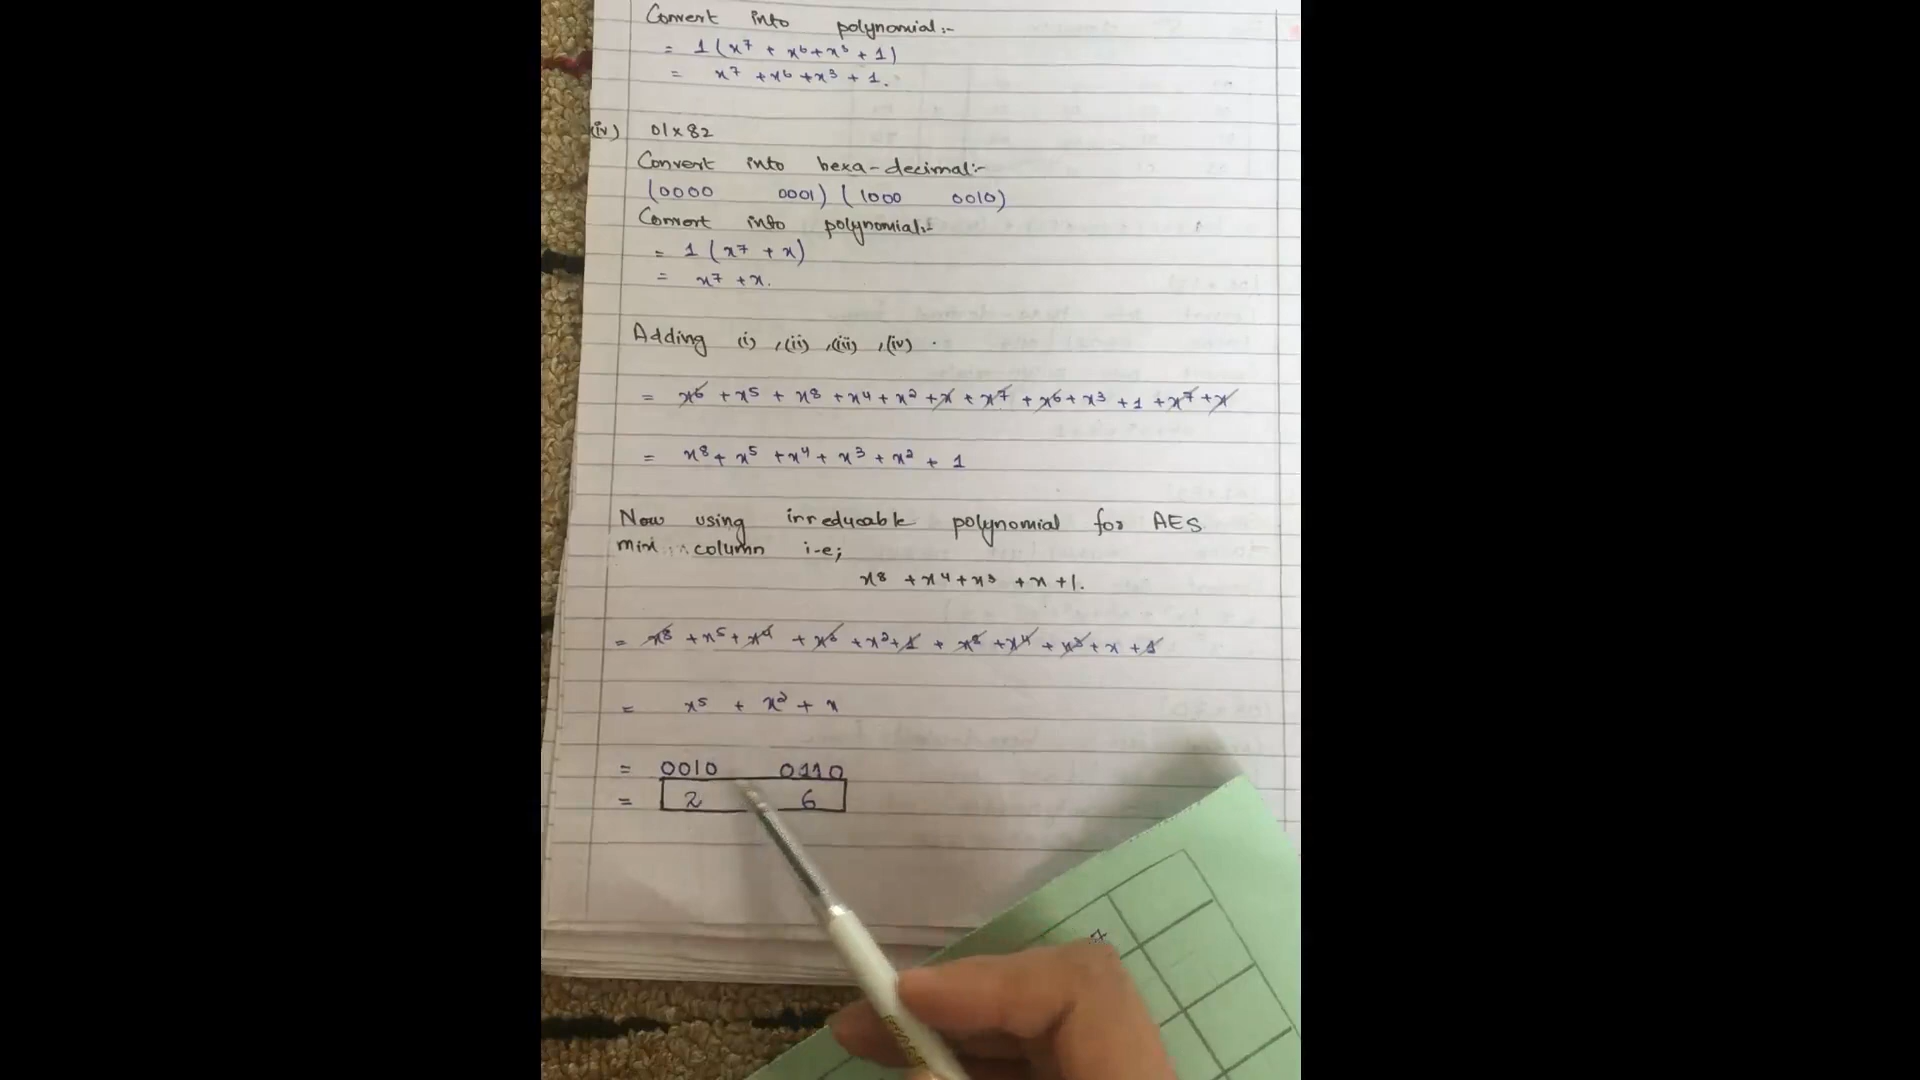 Convert into polynomial:-
= 1(x⁷ + x⁶+x³ + 1)
= x⁷ +x⁶ +x³ + 1.
(iv) 01x82
Convert into hexa-decimal:-
(0000 0001) (1000 0010)
Convert into polynomial:-
= 1 (x⁷ + x)
= x⁷ +x.
Adding (i) ,(ii) ,(iii) ,(iv) .
= x⁶ + x⁵ + x⁸ + x⁴ + x² + x + x⁷ + x⁶ + x³ + 1 + x⁷ + x
= x⁸ + x⁵ + x⁴ + x³ + x² + 1
Now using irreducable polynomial for AES
mix column i-e;
x⁸ + x⁴ + x³ + x + 1.
= x⁸ + x⁵ + x⁴ + x³ + x² + 1 + x⁸ + x⁴ + x³ + x + 1
= x⁵ + x² + x
= 0010 0110
= 2 6